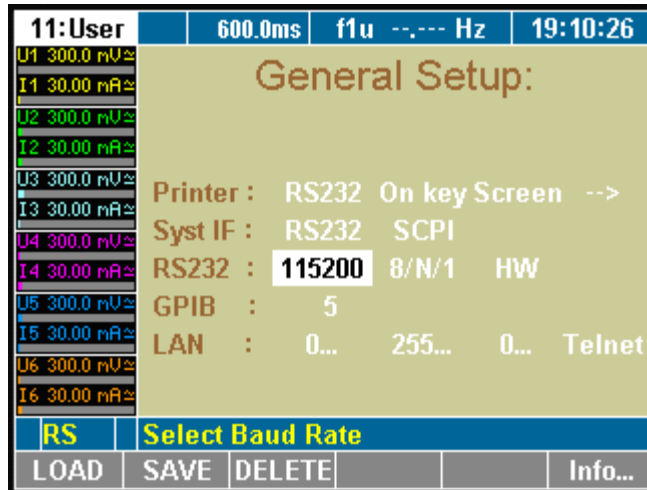 11:User 600.0ms f1u --.--- Hz 19:10:26
U1 300.0 mV≃
I1 30.00 mA≃
U2 300.0 mV≃
I2 30.00 mA≃
U3 300.0 mV≃
I3 30.00 mA≃
U4 300.0 mV≃
I4 30.00 mA≃
U5 300.0 mV≃
I5 30.00 mA≃
U6 300.0 mV≃
I6 30.00 mA≃
General Setup:
Printer : RS232 On key Screen -->
Syst IF : RS232 SCPI
RS232 : 115200 8/N/1 HW
GPIB : 5
LAN : 0... 255... 0... Telnet
RS Select Baud Rate
LOAD SAVE DELETE Info...